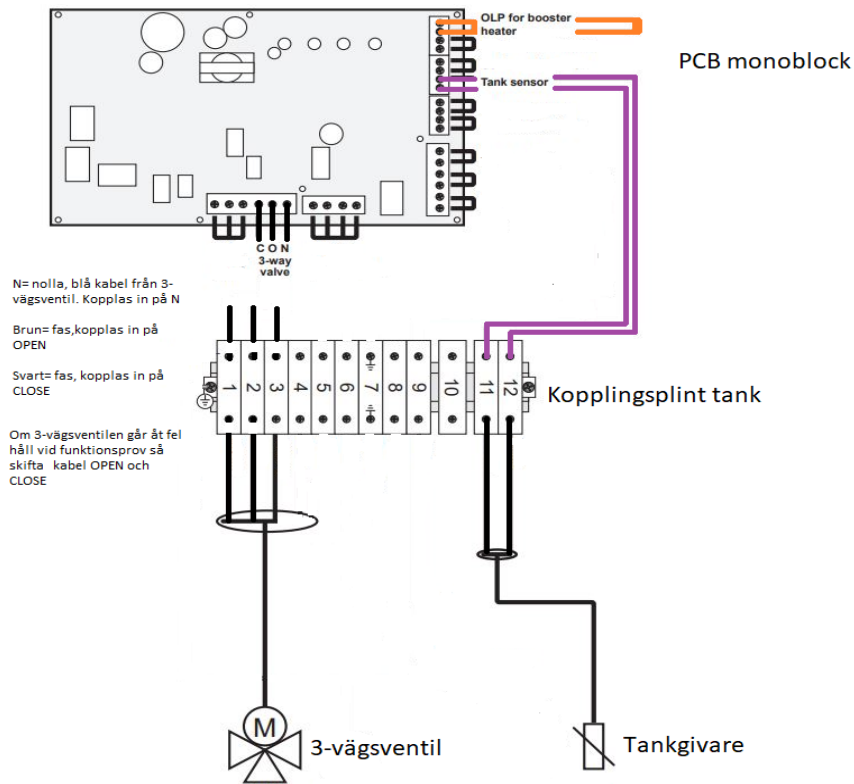 OLP for booster
heater
PCB monoblock
Tank sensor
C O N
3-way
valve
N= nolla, blå kabel från 3-
vägsventil. Kopplas in på N
Brun= fas,kopplas in på
OPEN
Svart= fas, kopplas in på
CLOSE
Om 3-vägsventilen går åt fel
håll vid funktionsprov så
skifta kabel OPEN och
CLOSE
1 2 3 4 5 6 7 8 9 10 11 12
Kopplingsplint tank
M
3-vägsventil
Tankgivare